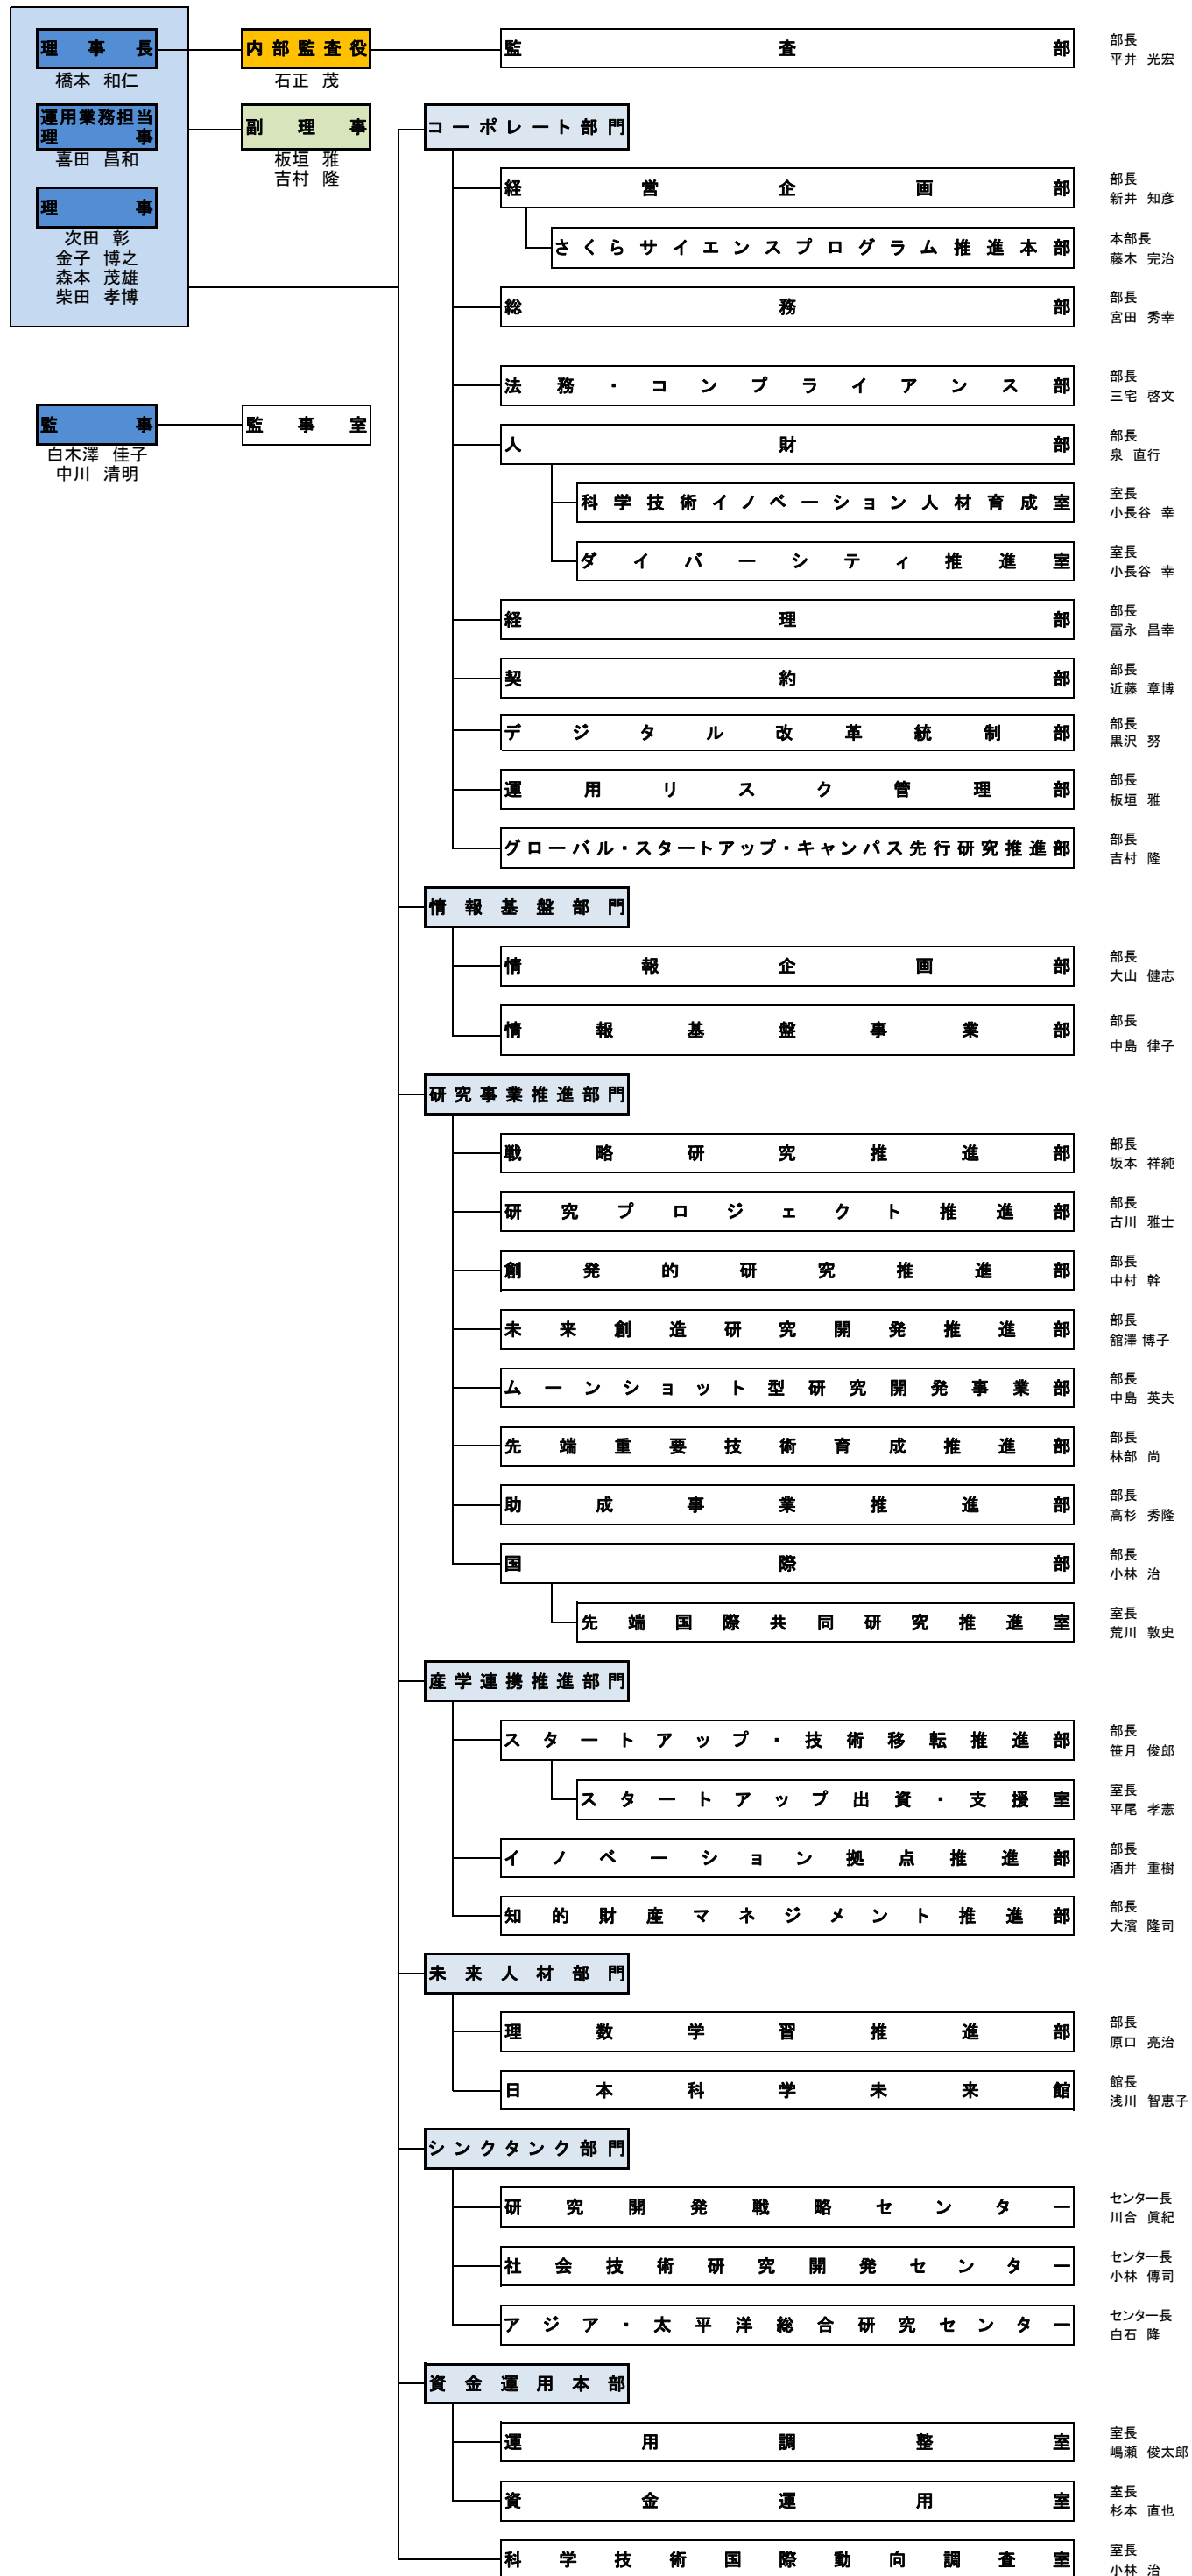 理事長
橋本 和仁
運用業務担当
理事
喜田 昌和
理事
次田 彰
金子 博之
森本 茂雄
柴田 孝博
監事
白木澤 佳子
中川 清明
内部監査役
石正 茂
副理事
板垣 雅
吉村 隆
監事室
監査部
部長
平井 光宏
コーポレート部門
経営企画部
部長
新井 知彦
さくらサイエンスプログラム推進本部
本部長
藤木 完治
総務部
部長
宮田 秀幸
法務・コンプライアンス部
部長
三宅 啓文
人財部
部長
泉 直行
科学技術イノベーション人材育成室
室長
小長谷 幸
ダイバーシティ推進室
室長
小長谷 幸
経理部
部長
冨永 昌幸
契約部
部長
近藤 章博
デジタル改革統制部
部長
黒沢 努
運用リスク管理部
部長
板垣 雅
グローバル・スタートアップ・キャンパス先行研究推進部
部長
吉村 隆
情報基盤部門
情報企画部
部長
大山 健志
情報基盤事業部
部長
中島 律子
研究事業推進部門
戦略研究推進部
部長
坂本 祥純
研究プロジェクト推進部
部長
古川 雅士
創発的研究推進部
部長
中村 幹
未来創造研究開発推進部
部長
舘澤 博子
ムーンショット型研究開発事業部
部長
中島 英夫
先端重要技術育成推進部
部長
林部 尚
助成事業推進部
部長
高杉 秀隆
国際部
部長
小林 治
先端国際共同研究推進室
室長
荒川 敦史
産学連携推進部門
スタートアップ・技術移転推進部
部長
笹月 俊郎
スタートアップ出資・支援室
室長
平尾 孝憲
イノベーション拠点推進部
部長
酒井 重樹
知的財産マネジメント推進部
部長
大濱 隆司
未来人材部門
理数学習推進部
部長
原口 亮治
日本科学未来館
館長
浅川 智恵子
シンクタンク部門
研究開発戦略センター
センター長
川合 眞紀
社会技術研究開発センター
センター長
小林 傳司
アジア・太平洋総合研究センター
センター長
白石 隆
資金運用本部
運用調整室
室長
嶋瀬 俊太郎
資金運用室
室長
杉本 直也
科学技術国際動向調査室
室長
小林 治